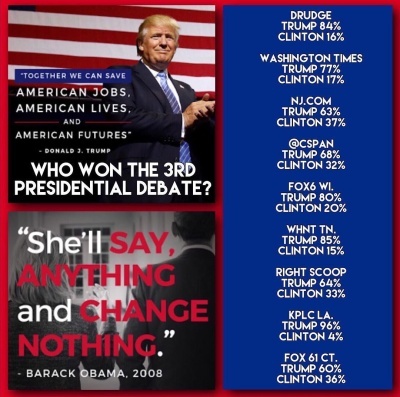 "TOGETHER WE CAN SAVE
AMERICAN JOBS,
AMERICAN LIVES,
AND
AMERICAN FUTURES"
- DONALD J. TRUMP
WHO WON THE 3RD
PRESIDENTIAL DEBATE?
"She'll SAY,
ANYTHING
and CHANGE
NOTHING."
- BARACK OBAMA, 2008
DRUDGE
TRUMP 84%
CLINTON 16%
WASHINGTON TIMES
TRUMP 77%
CLINTON 17%
NJ.COM
TRUMP 63%
CLINTON 37%
@CSPAN
TRUMP 68%
CLINTON 32%
FOX6 WI.
TRUMP 80%
CLINTON 20%
WHNT TN.
TRUMP 85%
CLINTON 15%
RIGHT SCOOP
TRUMP 64%
CLINTON 33%
KPLC LA.
TRUMP 96%
CLINTON 4%
FOX 61 CT.
TRUMP 60%
CLINTON 36%